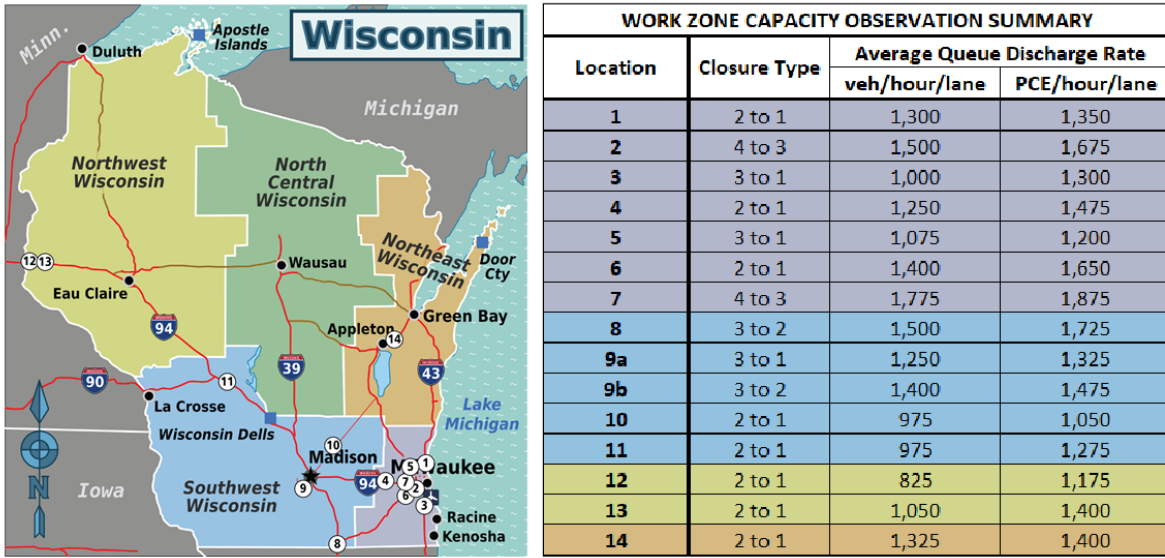 Minn.
Duluth
Apostle
Islands
Wisconsin
Michigan
Northwest
Wisconsin
North
Central
Wisconsin
Northeast
Wisconsin
Door
Cty
12 13
Wausau
Eau Claire
Green Bay
94
Appleton
14
39
43
90
11
La Crosse
Lake
Michigan
Wisconsin Dells
10
Madison
Milwaukee
1
5
9
94
4
7
2
6
3
Iowa
Southwest
Wisconsin
N
Racine
Kenosha
8
WORK ZONE CAPACITY OBSERVATION SUMMARY
Location Closure Type Average Queue Discharge Rate
veh/hour/lane PCE/hour/lane
1 2 to 1 1,300 1,350
2 4 to 3 1,500 1,675
3 3 to 1 1,000 1,300
4 2 to 1 1,250 1,475
5 3 to 1 1,075 1,200
6 2 to 1 1,400 1,650
7 4 to 3 1,775 1,875
8 3 to 2 1,500 1,725
9a 3 to 1 1,250 1,325
9b 3 to 2 1,400 1,475
10 2 to 1 975 1,050
11 2 to 1 975 1,275
12 2 to 1 825 1,175
13 2 to 1 1,050 1,400
14 2 to 1 1,325 1,400